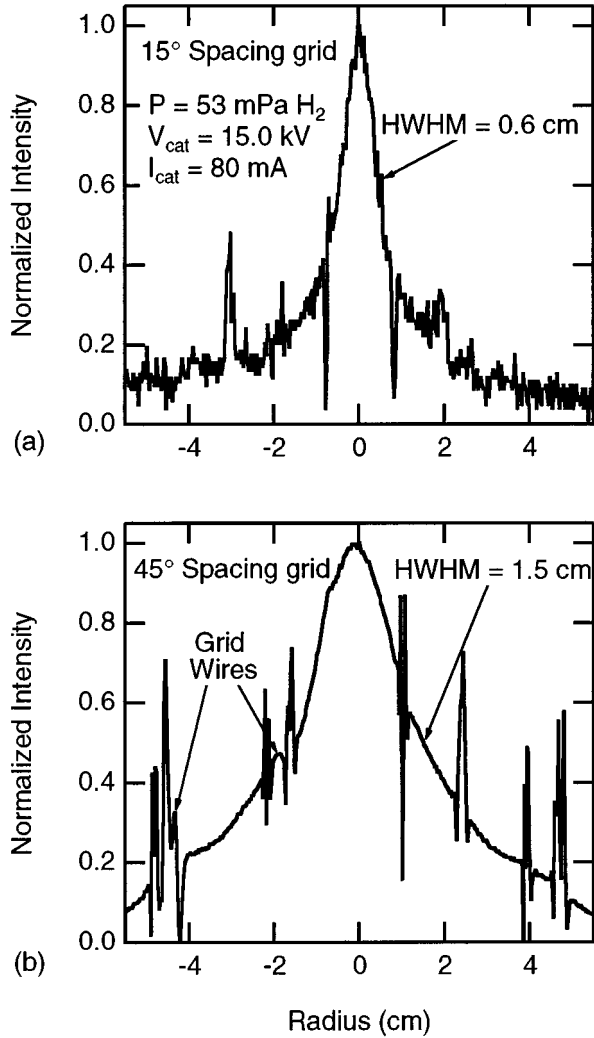 1.0
15° Spacing grid
P = 53 mPa H2
0.8
HWHM = 0.6 cm
Vcat = 15.0 kV
Icat = 80 mA
0.6
Normalized Intensity
0.4
0.2
0.0
(a)
-4 -2 0 2 4
1.0
45° Spacing grid
HWHM = 1.5 cm
0.8
Grid
Wires
0.6
Normalized Intensity
0.4
0.2
0.0
(b)
-4 -2 0 2 4
Radius (cm)